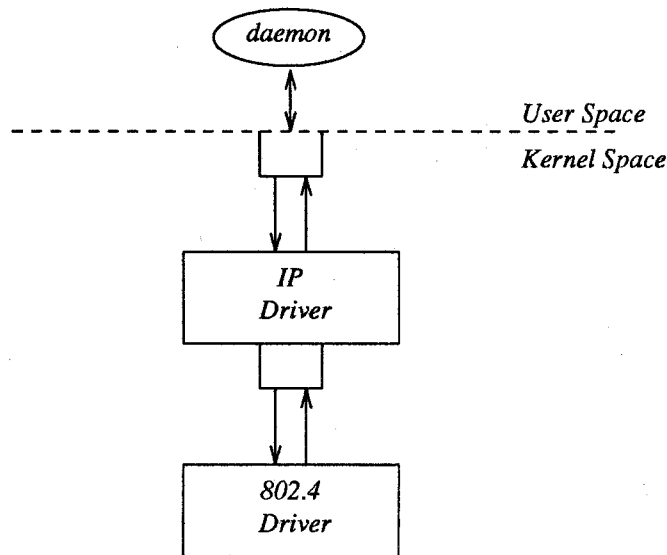 daemon
User Space
Kernel Space
IP
Driver
802.4
Driver